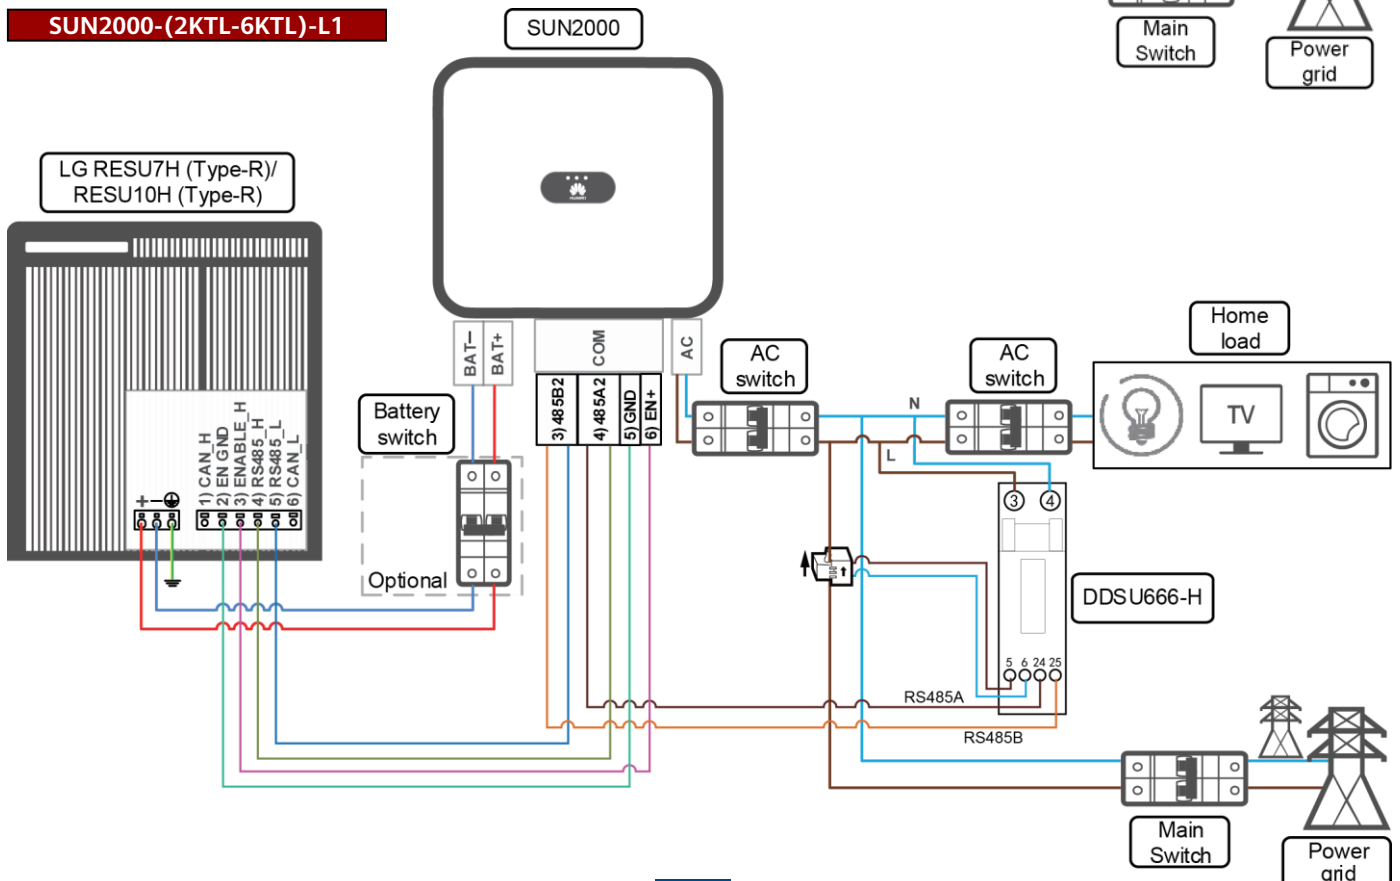 SUN2000-(2KTL-6KTL)-L1
SUN2000
Main
Switch
Power
grid
LG RESU7H (Type-R)/
RESU10H (Type-R)
HUAWEI
BAT−
BAT+
COM
AC
3) 485B2
4) 485A2
5) GND
6) EN+
Battery
switch
Optional
AC
switch
AC
switch
Home
load
TV
N
L
1) CAN_H
2) EN GND
3) ENABLE_H
4) RS485_H
5) RS485_L
6) CAN_L
+
−
3
4
DDSU666-H
5 6 24 25
RS485A
RS485B
Main
Switch
Power
grid